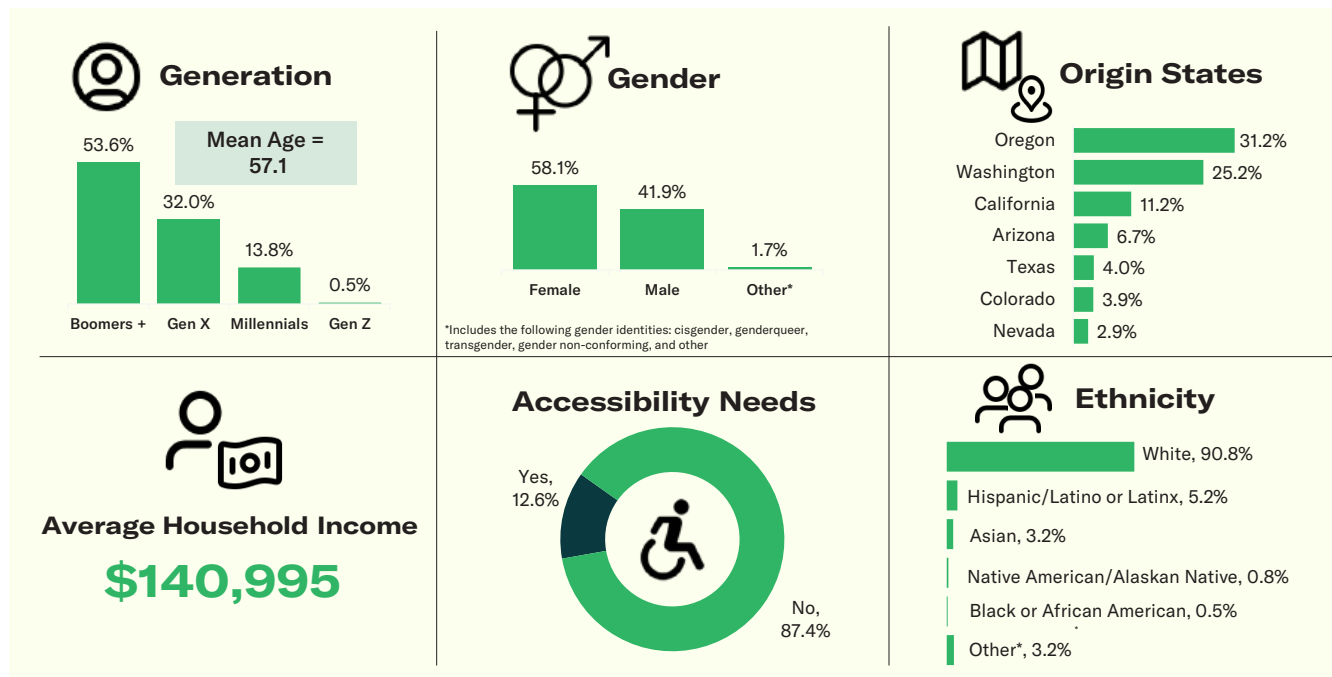 Generation
Mean Age =
57.1
53.6%
32.0%
13.8%
0.5%
Boomers +
Gen X
Millennials
Gen Z
Gender
58.1%
41.9%
1.7%
Female
Male
Other*
*Includes the following gender identities: cisgender, genderqueer,
transgender, gender non-conforming, and other
Origin States
Oregon 31.2%
Washington 25.2%
California 11.2%
Arizona 6.7%
Texas 4.0%
Colorado 3.9%
Nevada 2.9%
Average Household Income
$140,995
Accessibility Needs
Yes,
12.6%
No,
87.4%
Ethnicity
White, 90.8%
Hispanic/Latino or Latinx, 5.2%
Asian, 3.2%
Native American/Alaskan Native, 0.8%
Black or African American, 0.5%
Other*, 3.2%